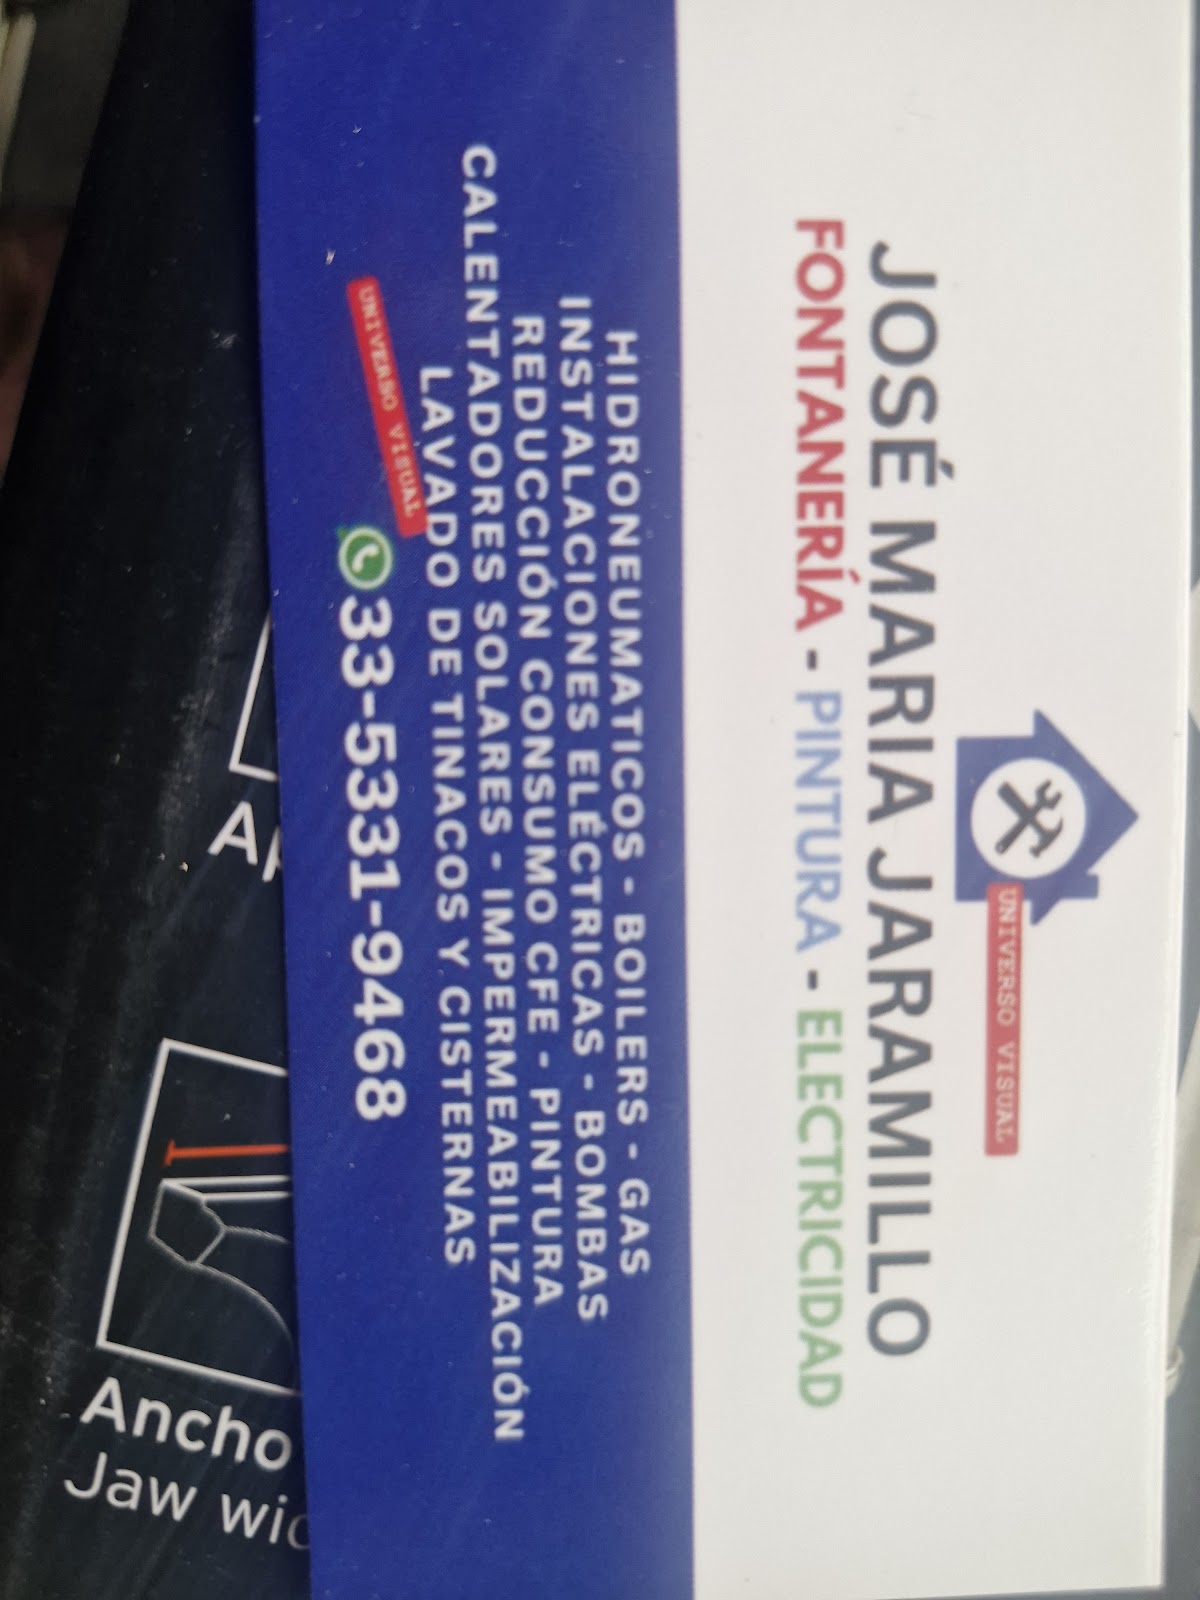 UNIVERSO VISUAL
JOSÉ MARIA JARAMILLO
FONTANERÍA - PINTURA - ELECTRICIDAD
HIDRONEUMATICOS - BOILERS - GAS
INSTALACIONES ELÉCTRICAS - BOMBAS
REDUCCIÓN CONSUMO CFE - PINTURA
CALENTADORES SOLARES - IMPERMEABILIZACIÓN
LAVADO DE TINACOS Y CISTERNAS
UNIVERSO VISUAL
33-5331-9468
Ancho
Jaw